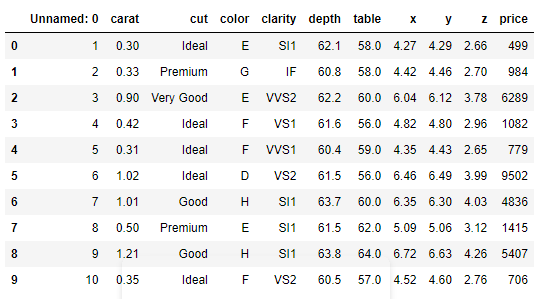 Unnamed: 0 carat cut color clarity depth table x y z price
0 1 0.30 Ideal E SI1 62.1 58.0 4.27 4.29 2.66 499
1 2 0.33 Premium G IF 60.8 58.0 4.42 4.46 2.70 984
2 3 0.90 Very Good E VVS2 62.2 60.0 6.04 6.12 3.78 6289
3 4 0.42 Ideal F VS1 61.6 56.0 4.82 4.80 2.96 1082
4 5 0.31 Ideal F VVS1 60.4 59.0 4.35 4.43 2.65 779
5 6 1.02 Ideal D VS2 61.5 56.0 6.46 6.49 3.99 9502
6 7 1.01 Good H SI1 63.7 60.0 6.35 6.30 4.03 4836
7 8 0.50 Premium E SI1 61.5 62.0 5.09 5.06 3.12 1415
8 9 1.21 Good H SI1 63.8 64.0 6.72 6.63 4.26 5407
9 10 0.35 Ideal F VS2 60.5 57.0 4.52 4.60 2.76 706